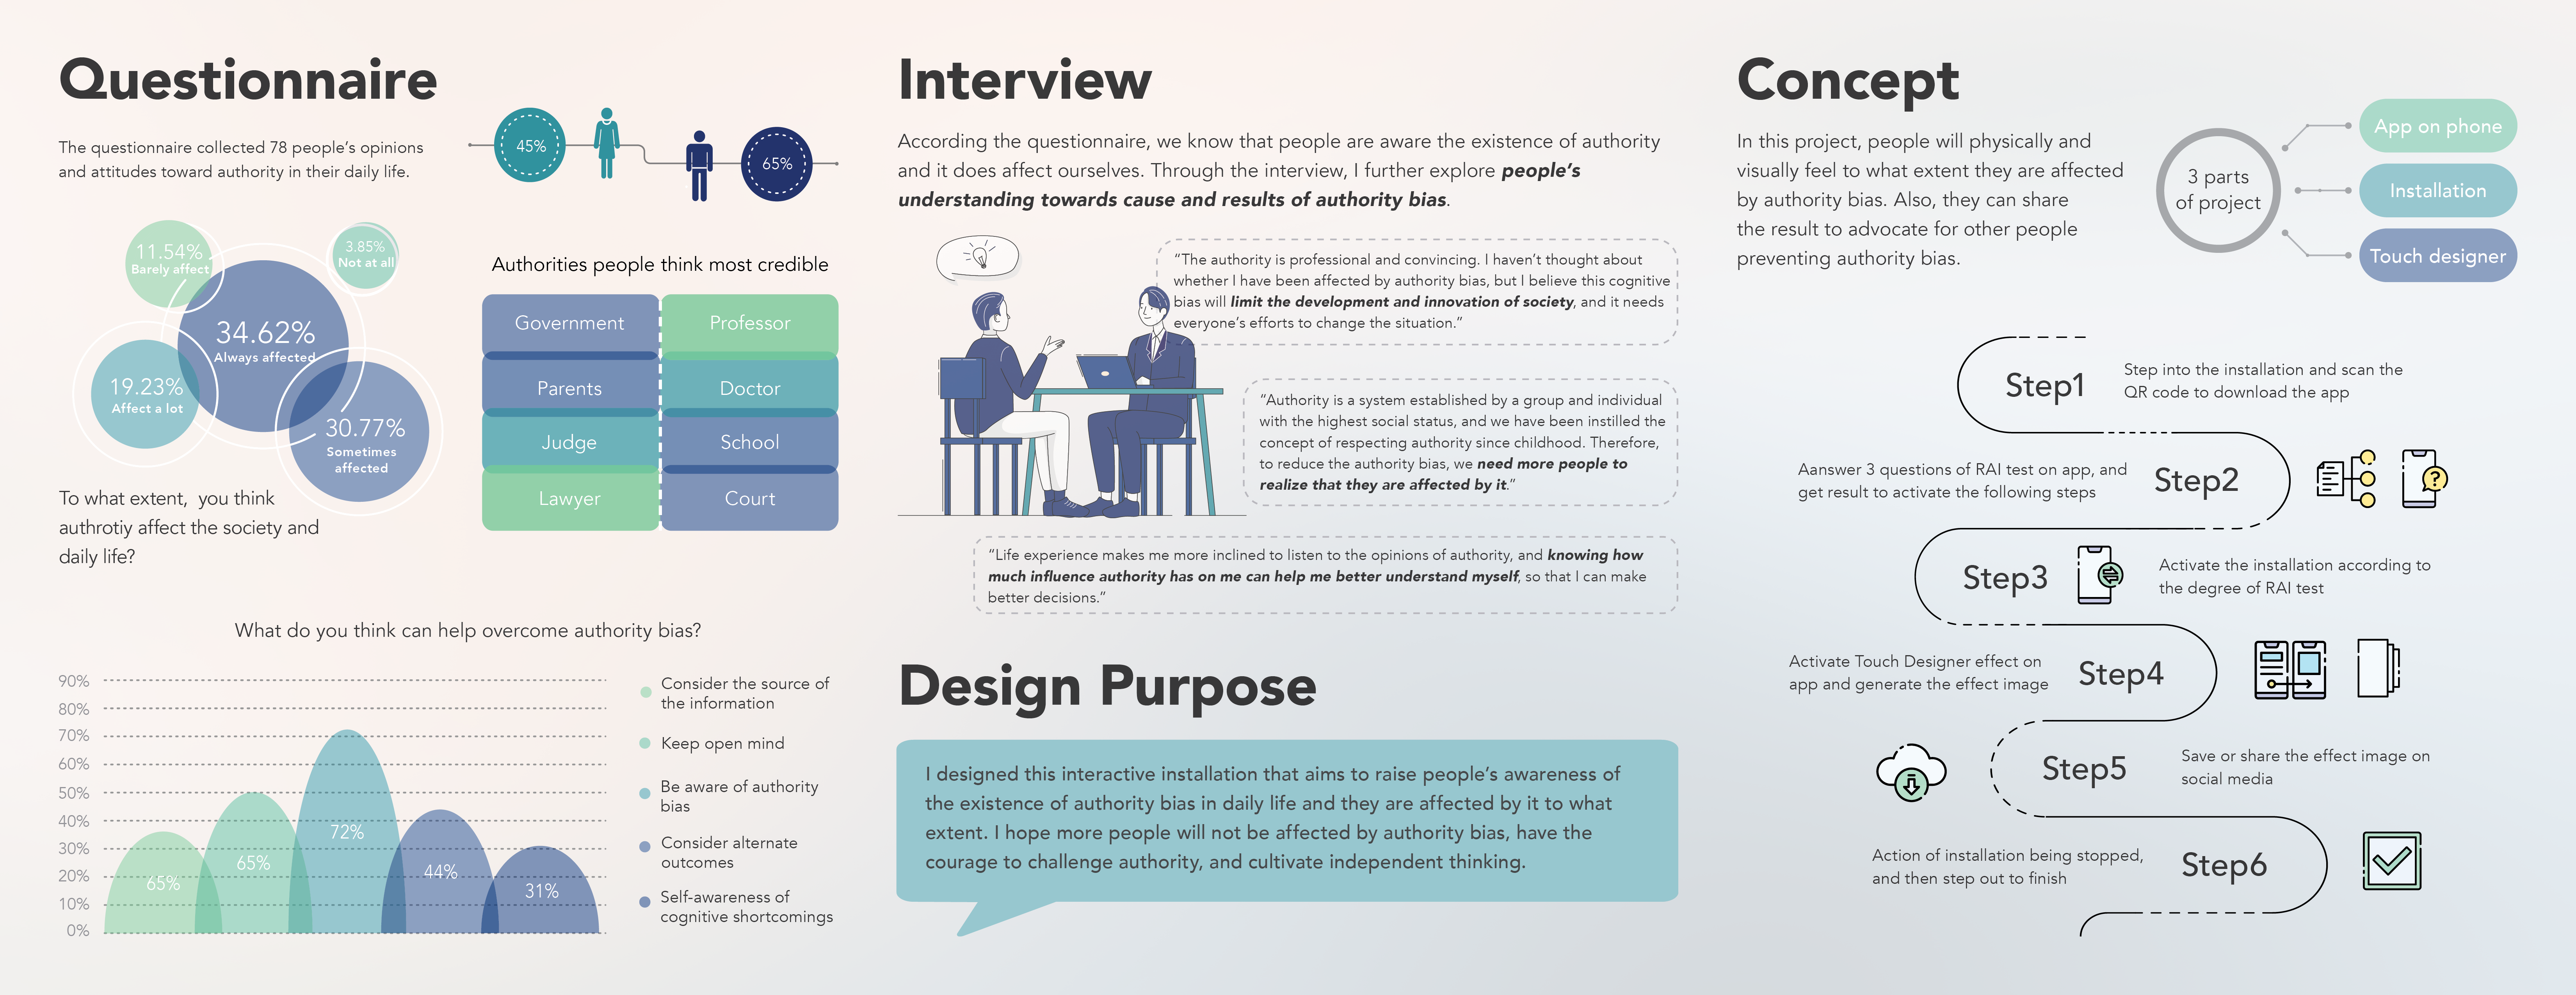 Questionnaire
The questionnaire collected 78 people's opinions
and attitudes toward authority in their daily life.
45%
65%
11.54%
Barely affect
3.85%
Not at all
34.62%
Always affected
19.23%
Affect a lot
30.77%
Sometimes
affected
To what extent, you think
authrotiy affect the society and
daily life?
Authorities people think most credible
Government
Professor
Parents
Doctor
Judge
School
Lawyer
Court
What do you think can help overcome authority bias?
90%
80%
70%
60%
50%
40%
30%
20%
10%
0%
65%
65%
72%
44%
31%
Consider the source of
the information
Keep open mind
Be aware of authority
bias
Consider alternate
outcomes
Self-awareness of
cognitive shortcomings
Interview
According the questionnaire, we know that people are aware the existence of authority
and it does affect ourselves. Through the interview, I further explore people's
understanding towards cause and results of authority bias.
“The authority is professional and convincing. I haven't thought about
whether I have been affected by authority bias, but I believe this cognitive
bias will limit the development and innovation of society, and it needs
everyone's efforts to change the situation.”
“Authority is a system established by a group and individual
with the highest social status, and we have been instilled the
concept of respecting authority since childhood. Therefore,
to reduce the authority bias, we need more people to
realize that they are affected by it.”
“Life experience makes me more inclined to listen to the opinions of authority, and knowing how
much influence authority has on me can help me better understand myself, so that I can make
better decisions.”
Design Purpose
I designed this interactive installation that aims to raise people's awareness of
the existence of authority bias in daily life and they are affected by it to what
extent. I hope more people will not be affected by authority bias, have the
courage to challenge authority, and cultivate independent thinking.
Concept
In this project, people will physically and
visually feel to what extent they are affected
by authority bias. Also, they can share
the result to advocate for other people
preventing authority bias.
3 parts
of project
App on phone
Installation
Touch designer
Step1
Step into the installation and scan the
QR code to download the app
Aanswer 3 questions of RAI test on app, and
get result to activate the following steps
Step2
?
Step3
Activate the installation according to
the degree of RAI test
Activate Touch Designer effect on
app and generate the effect image
Step4
Step5
Save or share the effect image on
social media
Action of installation being stopped,
and then step out to finish
Step6